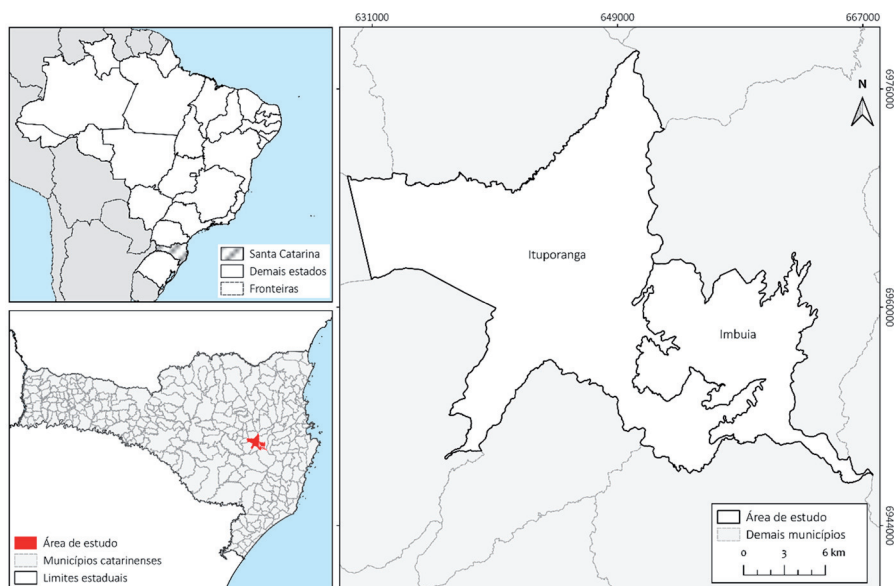 631000
649000
667000
6976000
N
Ituporanga
Santa Catarina
Demais estados
Fronteiras
6960000
Imbuia
Área de estudo
Demais municípios
0 3 6 km
6944000
Área de estudo
Municípios catarinenses
Limites estaduais